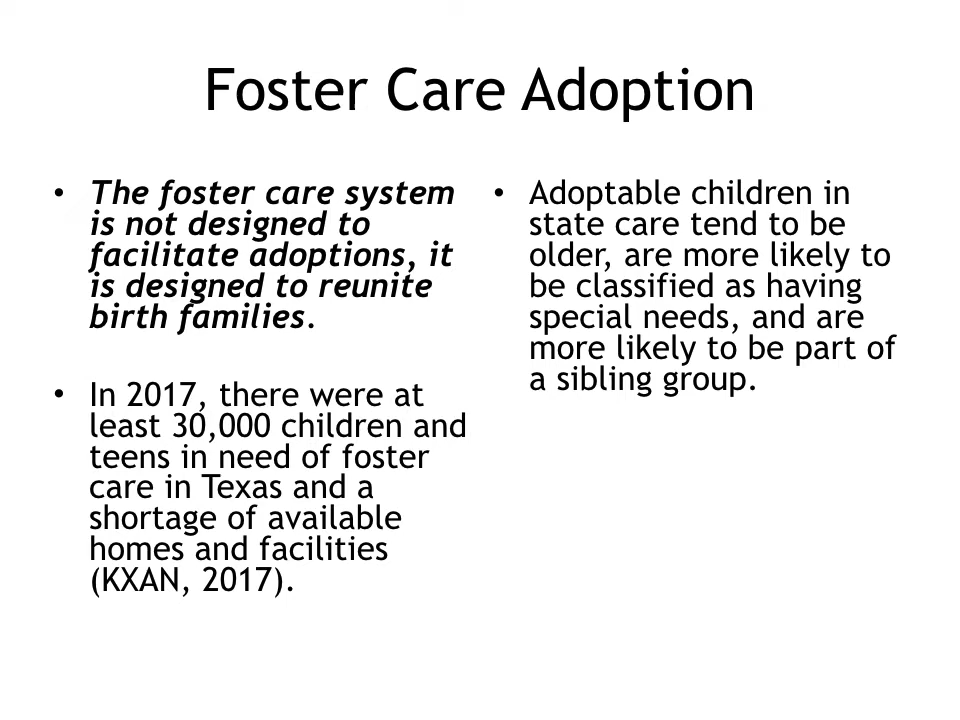 Foster Care Adoption
• The foster care system
is not designed to
facilitate adoptions, it
is designed to reunite
birth families.
• In 2017, there were at
least 30,000 children and
teens in need of foster
care in Texas and a
shortage of available
homes and facilities
(KXAN, 2017).
• Adoptable children in
state care tend to be
older, are more likely to
be classified as having
special needs, and are
more likely to be part of
a sibling group.